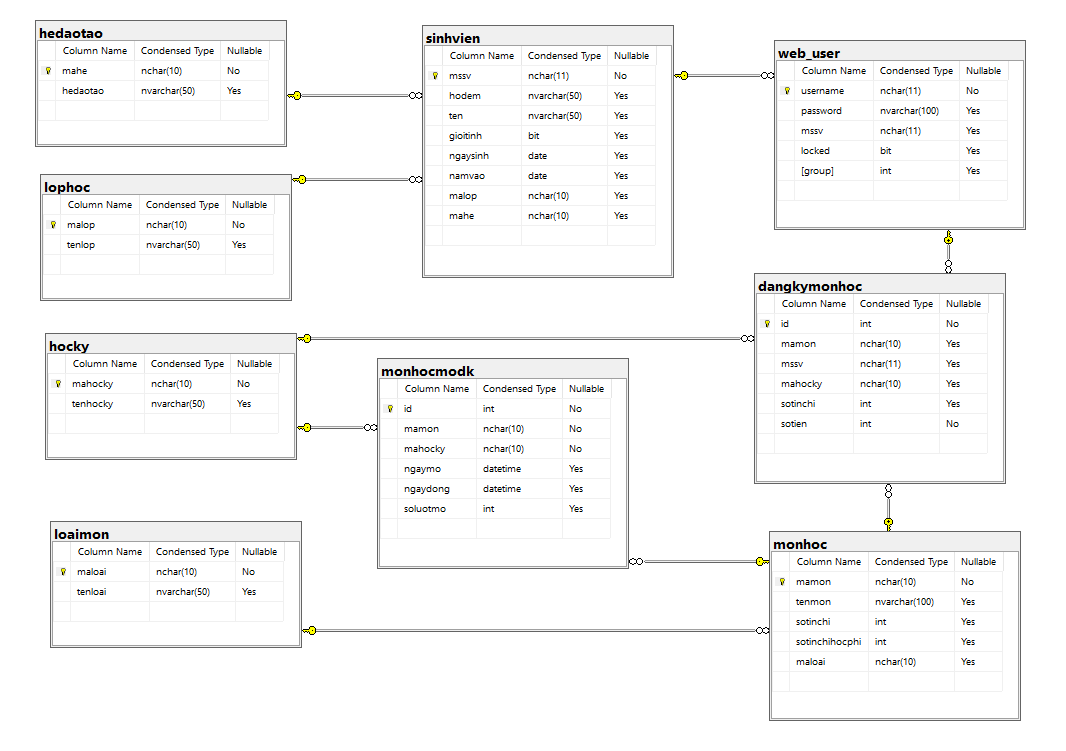 hedaotao
Column Name Condensed Type Nullable
mahe nchar(10) No
hedaotao nvarchar(50) Yes
sinhvien
Column Name Condensed Type Nullable
mssv nchar(11) No
hodem nvarchar(50) Yes
ten nvarchar(50) Yes
gioitinh bit Yes
ngaysinh date Yes
namvao date Yes
malop nchar(10) Yes
mahe nchar(10) Yes
web_user
Column Name Condensed Type Nullable
username nchar(11) No
password nvarchar(100) Yes
mssv nchar(11) Yes
locked bit Yes
[group] int Yes
lophoc
Column Name Condensed Type Nullable
malop nchar(10) No
tenlop nvarchar(50) Yes
dangkymonhoc
Column Name Condensed Type Nullable
id int No
mamon nchar(10) Yes
mssv nchar(11) Yes
mahocky nchar(10) Yes
sotinchi int Yes
sotien int No
hocky
Column Name Condensed Type Nullable
mahocky nchar(10) No
tenhocky nvarchar(50) Yes
monhocmodk
Column Name Condensed Type Nullable
id int No
mamon nchar(10) No
mahocky nchar(10) No
ngaymo datetime Yes
ngaydong datetime Yes
soluotmo int Yes
loaimon
Column Name Condensed Type Nullable
maloai nchar(10) No
tenloai nvarchar(50) Yes
monhoc
Column Name Condensed Type Nullable
mamon nchar(10) No
tenmon nvarchar(100) Yes
sotinchi int Yes
sotinchihocphi int Yes
maloai nchar(10) Yes